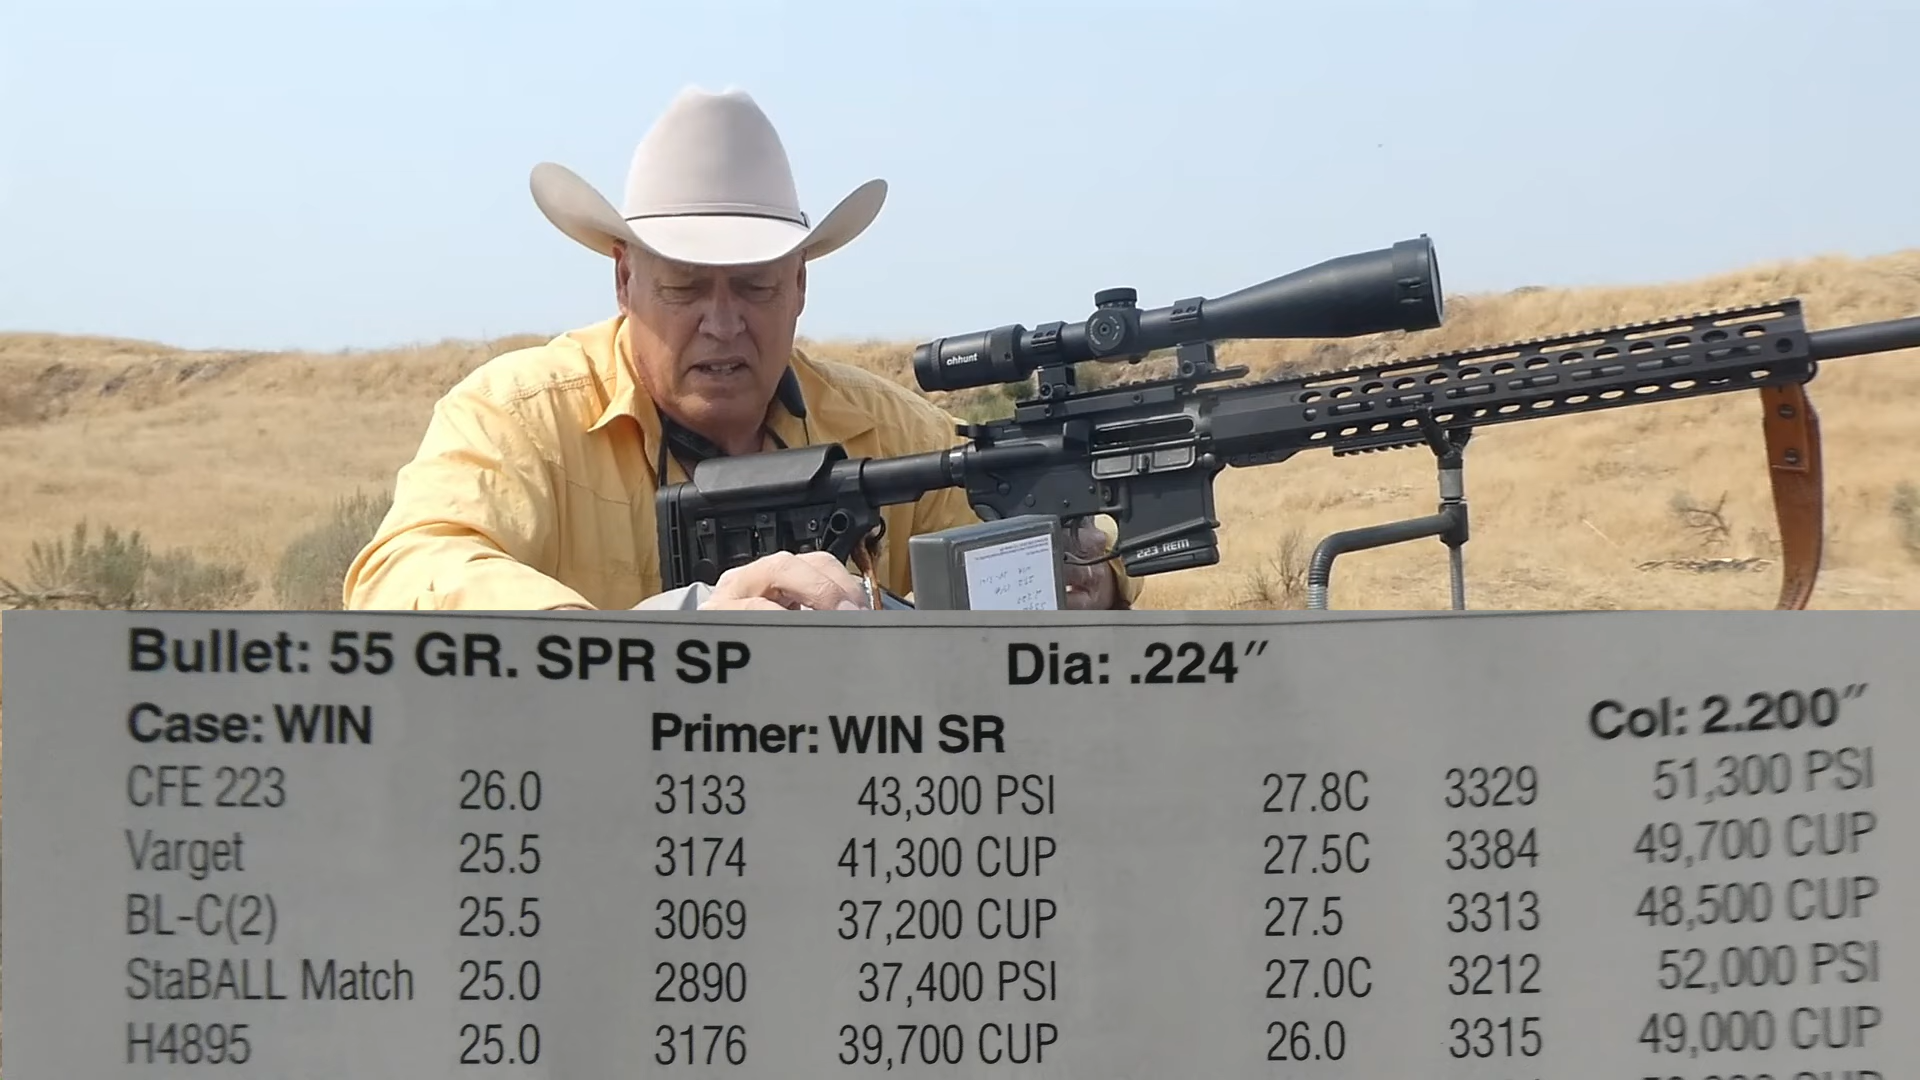 ohhunt
223 REM
Bullet: 55 GR. SPR SP Dia: .224″
Case: WIN Primer: WIN SR Col: 2.200″
CFE 223 26.0 3133 43,300 PSI 27.8C 3329 51,300 PSI
Varget 25.5 3174 41,300 CUP 27.5C 3384 49,700 CUP
BL-C(2) 25.5 3069 37,200 CUP 27.5 3313 48,500 CUP
StaBALL Match 25.0 2890 37,400 PSI 27.0C 3212 52,000 PSI
H4895 25.0 3176 39,700 CUP 26.0 3315 49,000 CUP